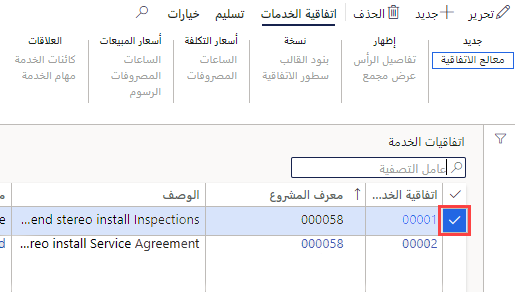 تحرير جديد الحذف اتفاقية الخدمات تسليم خيارات
جديد إظهار نسخة أسعار التكلفة أسعار المبيعات العلاقات
معالج الاتفاقية تفاصيل الرأس بنود القالب الساعات الساعات كائنات الخدمة
عرض مجمع سطور الاتفاقية المصروفات المصروفات مهام الخدمة
الرسوم
اتفاقيات الخدمة
عامل التصفية
اتفاقية الخد... معرف المشروع الوصف
00001 000058 ...end stereo install Inspections
00002 000058 ...reo install Service Agreement